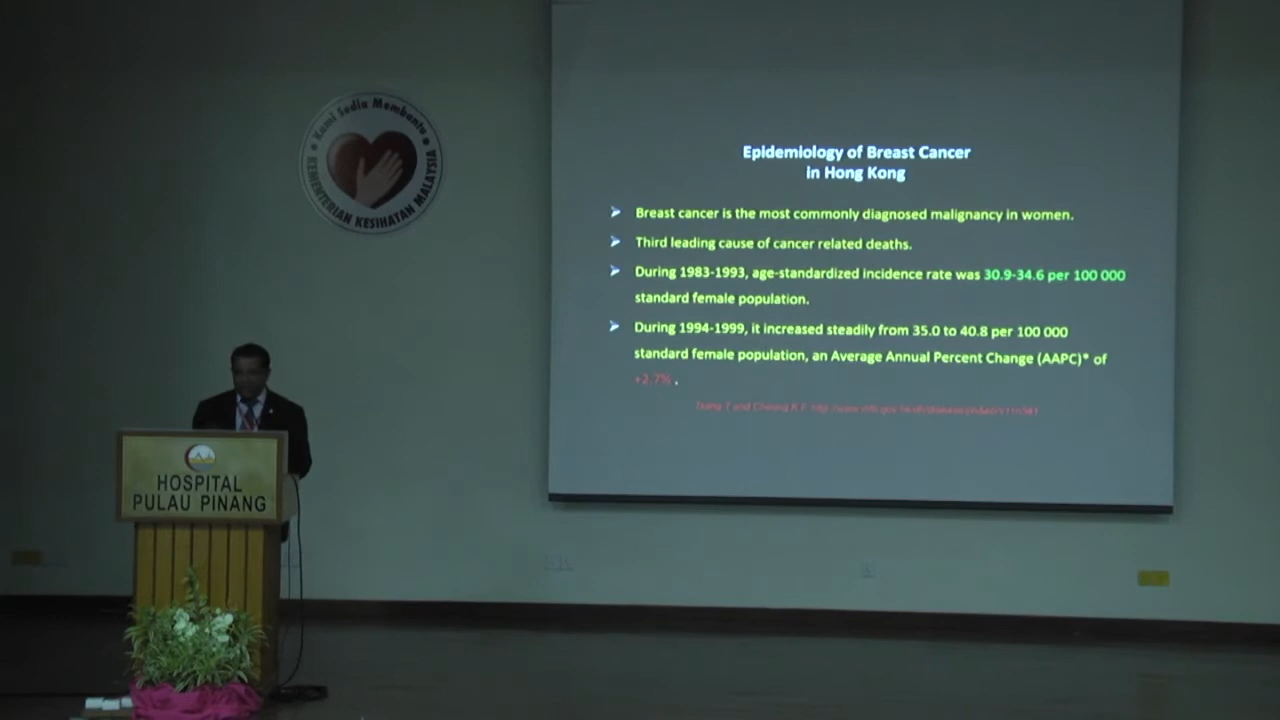 Kami Sedia Membantu
KEMENTERIAN KESIHATAN MALAYSIA
Epidemiology of Breast Cancer
in Hong Kong
Breast cancer is the most commonly diagnosed malignancy in women.
Third leading cause of cancer related deaths.
During 1983-1993, age-standardized incidence rate was 30.9-34.6 per 100 000
standard female population.
During 1994-1999, it increased steadily from 35.0 to 40.8 per 100 000
standard female population, an Average Annual Percent Change (AAPC)* of
+2.7% .
HOSPITAL
PULAU PINANG